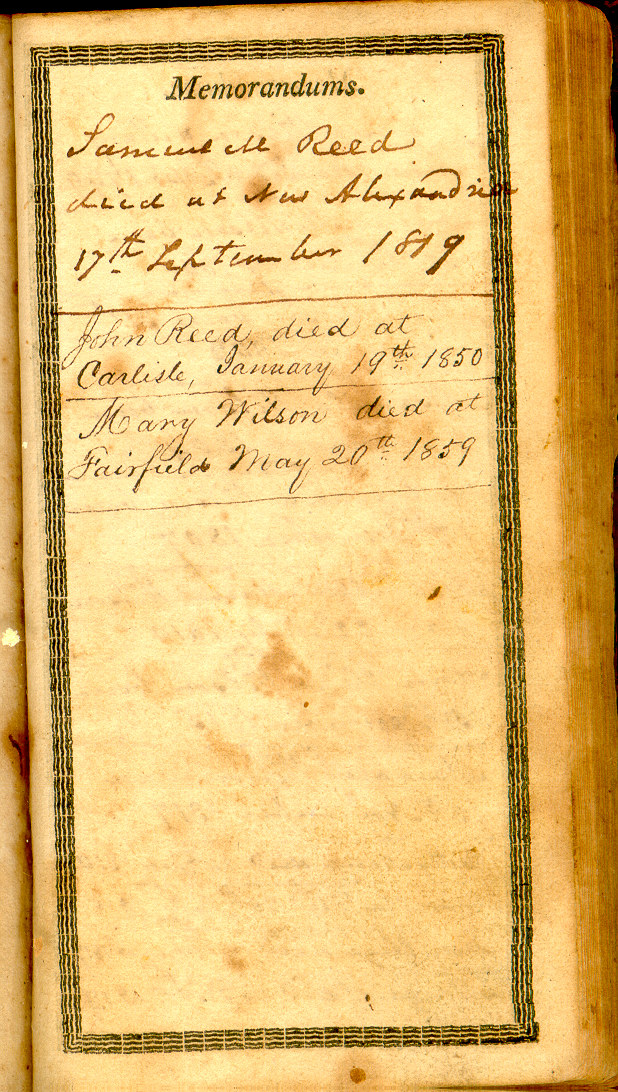 Memorandums.
Samuel M Reed
died at New Alexandria
17th September 1819
John Reed, died at
Carlisle, January 19th 1850
Mary Wilson died at
Fairfield May 20th 1859